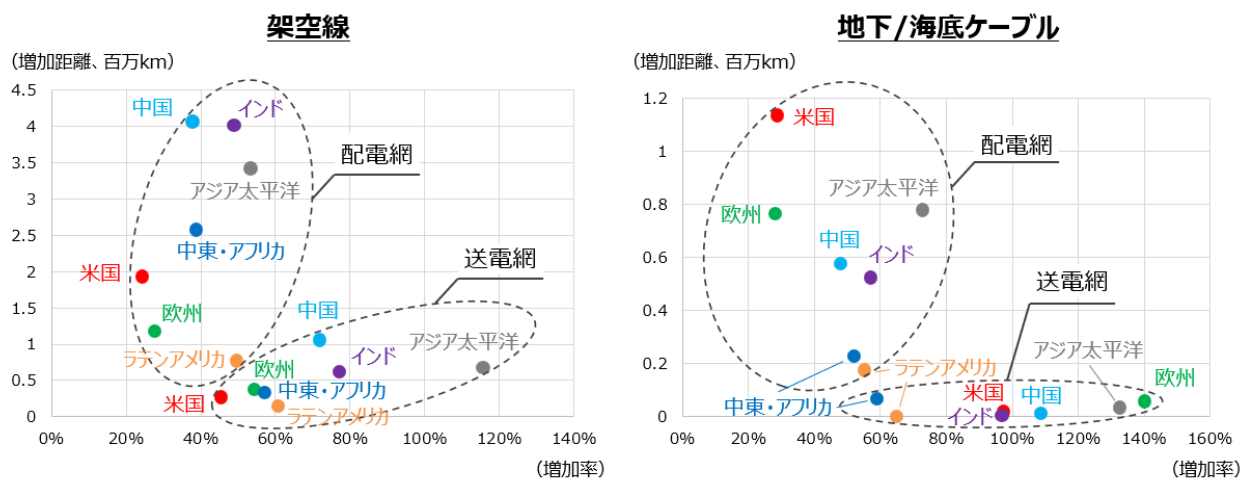 架空線
（増加距離、百万km）
4.5
4
3.5
3
2.5
2
1.5
1
0.5
0
0%
20%
40%
60%
80%
100%
120%
140%
（増加率）
中国
インド
配電網
アジア太平洋
中東・アフリカ
米国
欧州
ラテンアメリカ
送電網
中国
アジア太平洋
インド
欧州
中東・アフリカ
米国
ラテンアメリカ
地下/海底ケーブル
（増加距離、百万km）
1.2
1
0.8
0.6
0.4
0.2
0
0%
20%
40%
60%
80%
100%
120%
140%
160%
（増加率）
米国
配電網
アジア太平洋
欧州
中国
インド
送電網
ラテンアメリカ
中東・アフリカ
アジア太平洋
欧州
米国
中国
インド